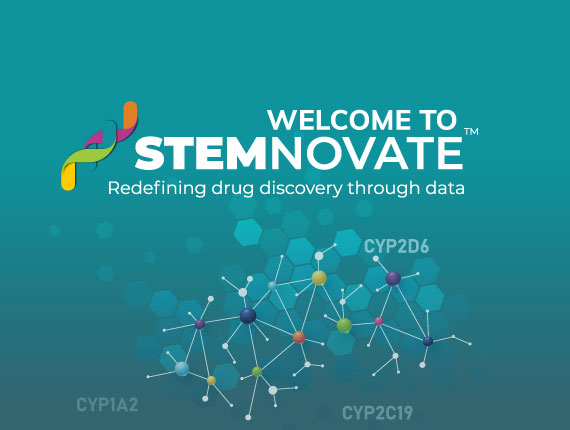 WELCOME TO
STEMNOVATE™
Redefining drug discovery through data
CYP2D6
CYP1A2
CYP2C19